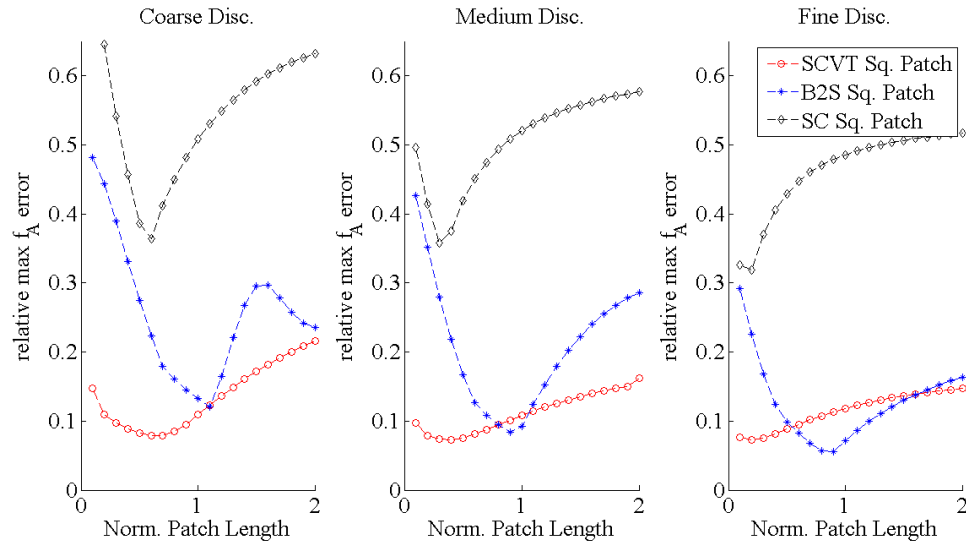 Coarse Disc.
Medium Disc.
Fine Disc.
relative max f_A error
0.6
0.5
0.4
0.3
0.2
0.1
0
0
1
2
Norm. Patch Length
relative max f_A error
0.6
0.5
0.4
0.3
0.2
0.1
0
0
1
2
Norm. Patch Length
relative max f_A error
0.6
0.5
0.4
0.3
0.2
0.1
0
0
1
2
Norm. Patch Length
SCVT Sq. Patch
B2S Sq. Patch
SC Sq. Patch